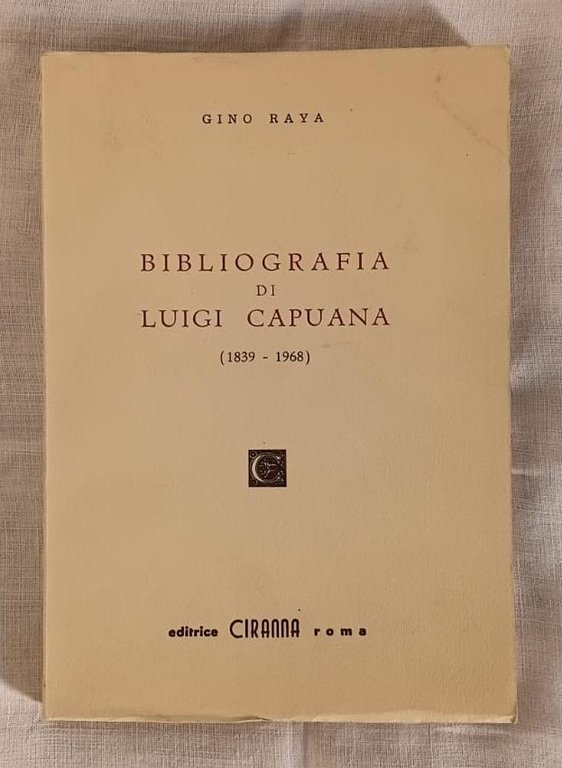 GINO RAYA
BIBLIOGRAFIA
DI
LUIGI CAPUANA
(1839 - 1968)
C
editrice CIRANNA roma